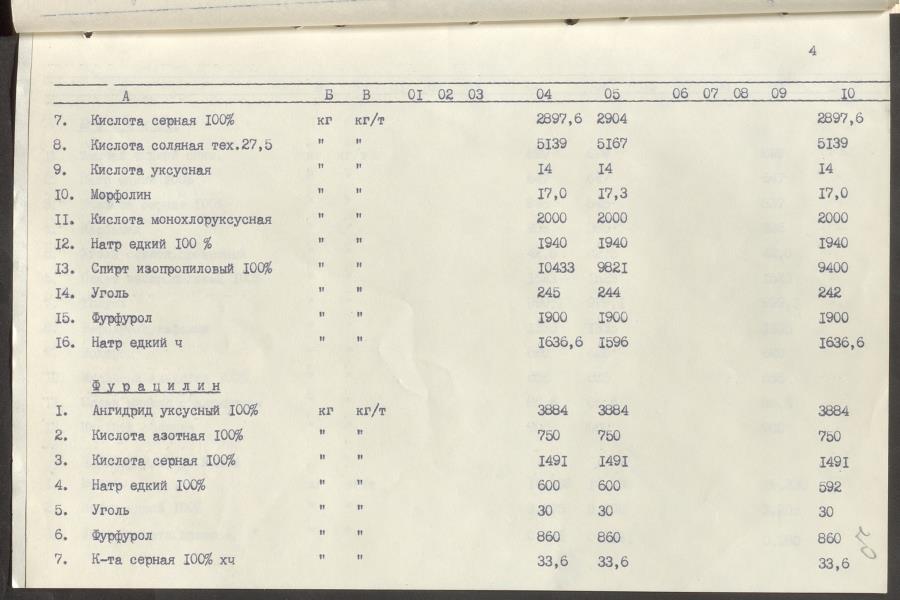 4
А Б В 01 02 03 04 05 06 07 08 09 10
7. Кислота серная 100% кг кг/т 2897,6 2904 2897,6
8. Кислота соляная тех.27,5 " " 5139 5167 5139
9. Кислота уксусная " " 14 14 14
10. Морфолин " " 17,0 17,3 17,0
11. Кислота монохлоруксусная " " 2000 2000 2000
12. Натр едкий 100 % " " 1940 1940 1940
13. Спирт изопропиловый 100% " " 10433 9821 9400
14. Уголь " " 245 244 242
15. Фурфурол " " 1900 1900 1900
16. Натр едкий ч " " 1636,6 1596 1636,6
Фурацилин
1. Ангидрид уксусный 100% кг кг/т 3884 3884 3884
2. Кислота азотная 100% " " 750 750 750
3. Кислота серная 100% " " 1491 1491 1491
4. Натр едкий 100% " " 600 600 592
5. Уголь " " 30 30 30
6. Фурфурол " " 860 860 860
7. К-та серная 100% хч " " 33,6 33,6 33,6
20